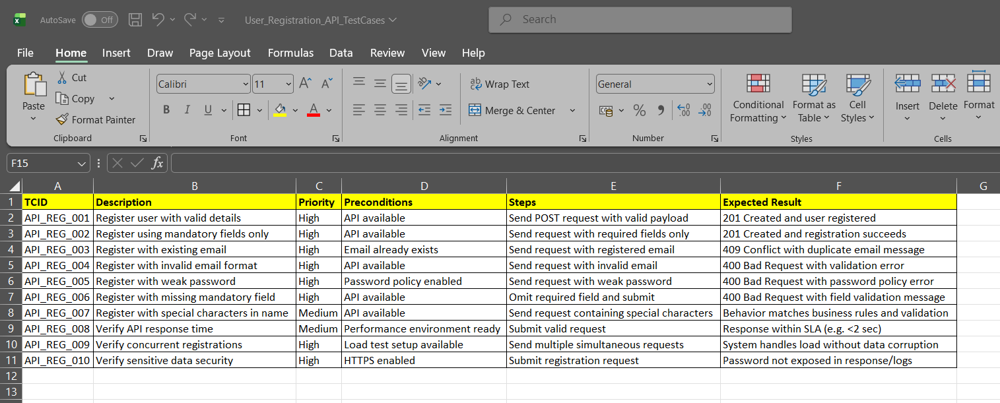 AutoSave Off User_Registration_API_TestCases Search
File Home Insert Draw Page Layout Formulas Data Review View Help
Paste Cut Copy Format Painter Clipboard
Calibri 11 A A B I U A Font
ab Wrap Text Merge & Center Alignment
General % Number
Conditional Formatting Format as Table Cell Styles Styles
Insert Delete Format Cells
F15 fx
A B C D E F G
1 TCID Description Priority Preconditions Steps Expected Result
2 API_REG_001 Register user with valid details High API available Send POST request with valid payload 201 Created and user registered
3 API_REG_002 Register using mandatory fields only High API available Send request with required fields only 201 Created and registration succeeds
4 API_REG_003 Register with existing email High Email already exists Send request with registered email 409 Conflict with duplicate email message
5 API_REG_004 Register with invalid email format High API available Send request with invalid email 400 Bad Request with validation error
6 API_REG_005 Register with weak password High Password policy enabled Send request with weak password 400 Bad Request with password policy error
7 API_REG_006 Register with missing mandatory field High API available Omit required field and submit 400 Bad Request with field validation message
8 API_REG_007 Register with special characters in name Medium API available Send request containing special characters Behavior matches business rules and validation
9 API_REG_008 Verify API response time Medium Performance environment ready Submit valid request Response within SLA (e.g. <2 sec)
10 API_REG_009 Verify concurrent registrations High Load test setup available Send multiple simultaneous requests System handles load without data corruption
11 API_REG_010 Verify sensitive data security High HTTPS enabled Submit registration request Password not exposed in response/logs
12
13